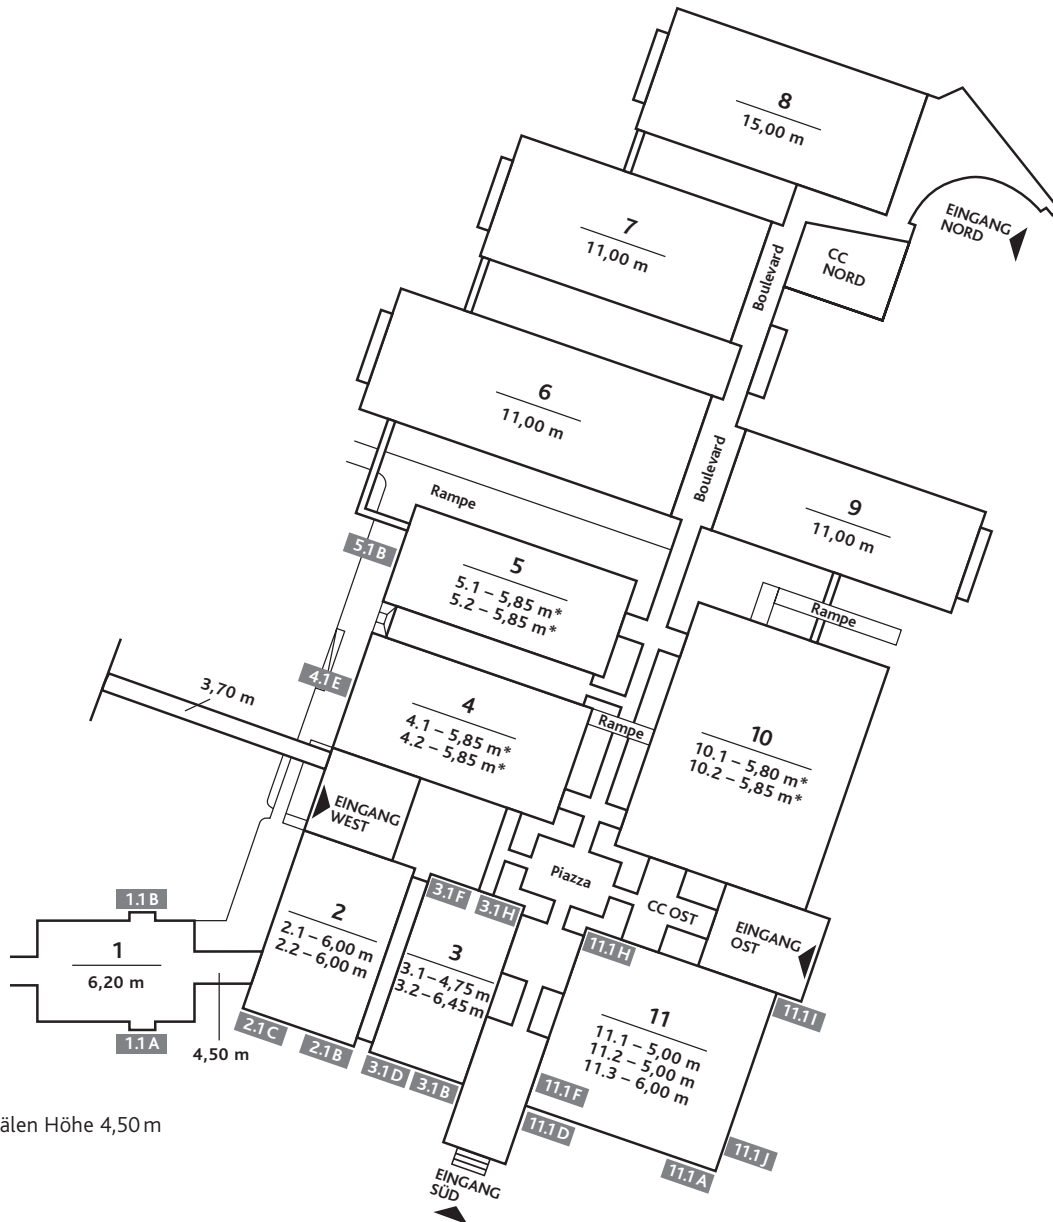 8
15,00 m
EINGANG
NORD
7
11,00 m
CC
NORD
Boulevard
6
11,00 m
Boulevard
Rampe
9
11,00 m
5.1 B
5
5.1 – 5,85 m*
5.2 – 5,85 m*
Rampe
4.1 E
3,70 m
4
4.1 – 5,85 m*
4.2 – 5,85 m*
Rampe
10
10.1 – 5,80 m*
10.2 – 5,85 m*
EINGANG
WEST
Piazza
3.1 F
3.1 H
CC OST
EINGANG
OST
1.1 B
1
6,20 m
1.1 A
2
2.1 – 6,00 m
2.2 – 6,00 m
3
3.1 – 4,75 m
3.2 – 6,45 m
11.1 H
11.1 I
11
11.1 – 5,00 m
11.2 – 5,00 m
11.3 – 6,00 m
2.1 C
2.1 B
4,50 m
3.1 D
3.1 B
11.1 F
11.1 D
11.1 J
11.1 A
älen Höhe 4,50 m
EINGANG
SÜD